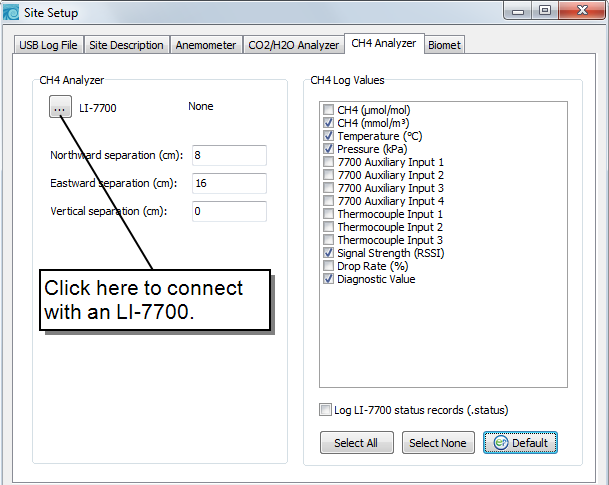 Site Setup
USB Log File
Site Description
Anemometer
CO2/H2O Analyzer
CH4 Analyzer
Biomet
CH4 Analyzer
... LI-7700 None
Northward separation (cm): 8
Eastward separation (cm): 16
Vertical separation (cm): 0
Click here to connect
with an LI-7700.
CH4 Log Values
CH4 (µmol/mol)
CH4 (mmol/m³)
Temperature (°C)
Pressure (kPa)
7700 Auxiliary Input 1
7700 Auxiliary Input 2
7700 Auxiliary Input 3
7700 Auxiliary Input 4
Thermocouple Input 1
Thermocouple Input 2
Thermocouple Input 3
Signal Strength (RSSI)
Drop Rate (%)
Diagnostic Value
Log LI-7700 status records (.status)
Select All
Select None
Default